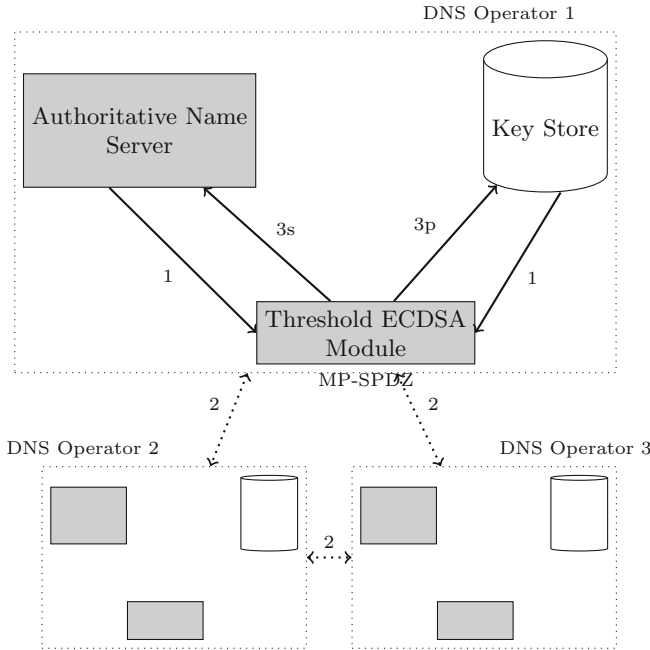 DNS Operator 1
Authoritative Name
Server
Key Store
3s
3p
1
1
Threshold ECDSA
Module
MP-SPDZ
2
2
DNS Operator 2
DNS Operator 3
2